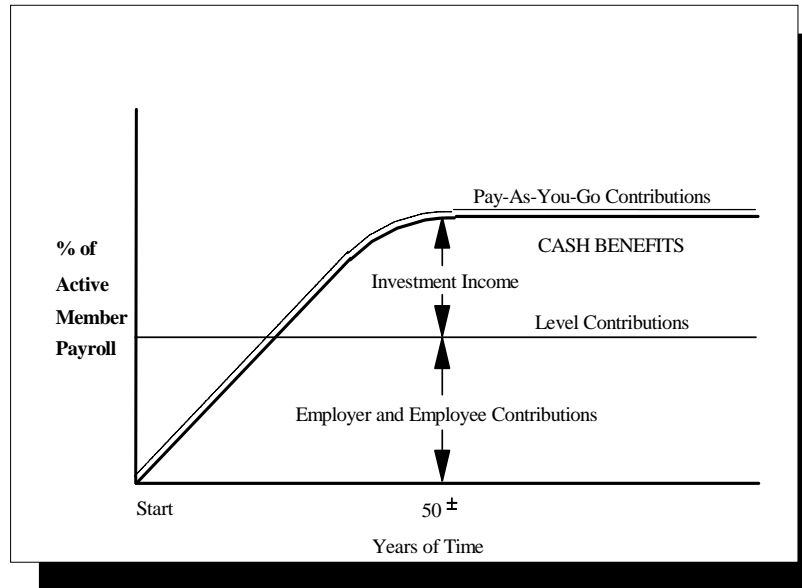 Pay-As-You-Go Contributions
CASH BENEFITS
% of
Active
Member
Payroll
Investment Income
Level Contributions
Employer and Employee Contributions
Start
50 ±
Years of Time